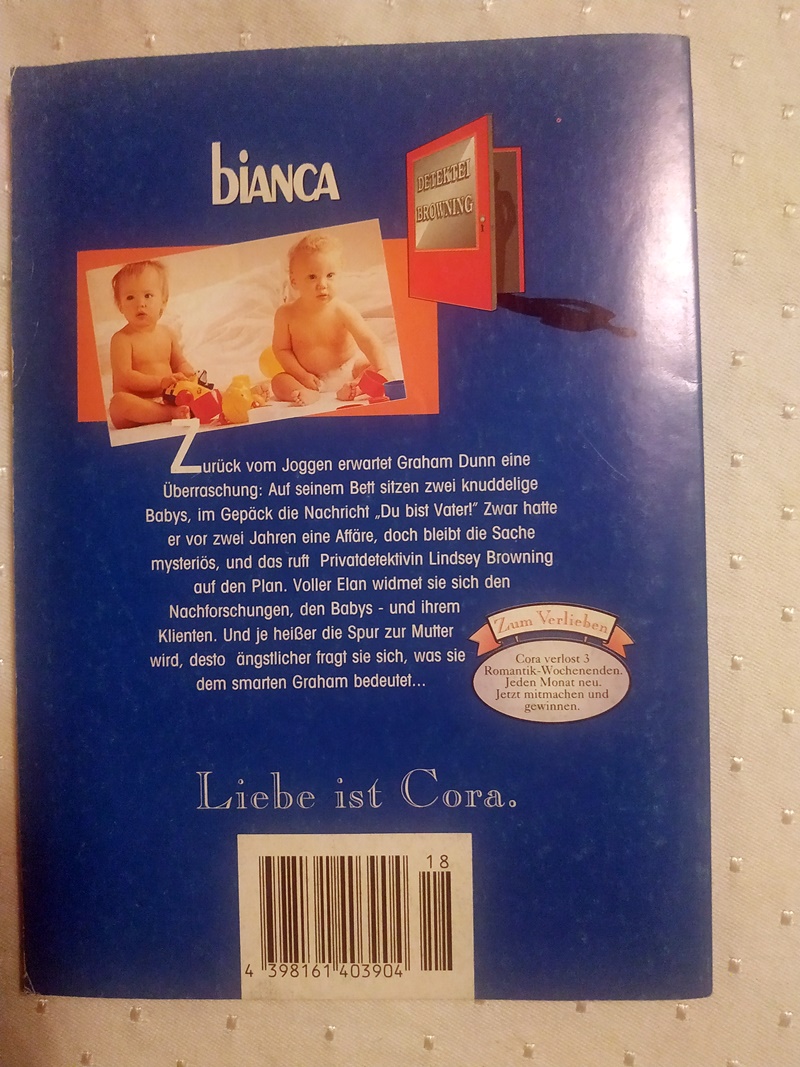 bianca
DETEKTEI
BROWNING
Zurück vom Joggen erwartet Graham Dunn eine
Überraschung: Auf seinem Bett sitzen zwei knuddelige
Babys, im Gepäck die Nachricht „Du bist Vater!" Zwar hatte
er vor zwei Jahren eine Affäre, doch bleibt die Sache
mysteriös, und das ruft Privatdetektivin Lindsey Browning
auf den Plan. Voller Elan widmet sie sich den
Nachforschungen, den Babys - und ihrem
Klienten. Und je heißer die Spur zur Mutter
wird, desto ängstlicher fragt sie sich, was sie
dem smarten Graham bedeutet...
Zum Verlieben
Cora verlost 3
Romantik-Wochenenden.
Jeden Monat neu.
Jetzt mitmachen und
gewinnen.
Liebe ist Cora.
18
4 398161 403904